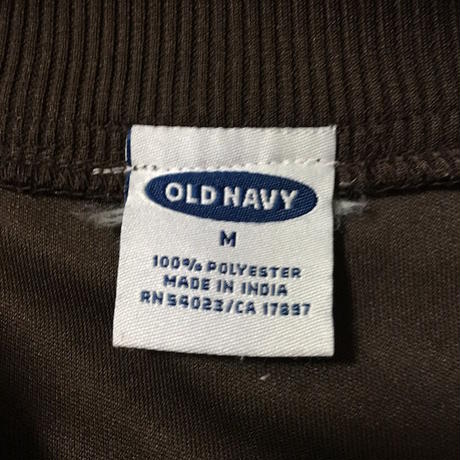 OLD NAVY
M
100% POLYESTER
MADE IN INDIA
RN 54023/CA 17897